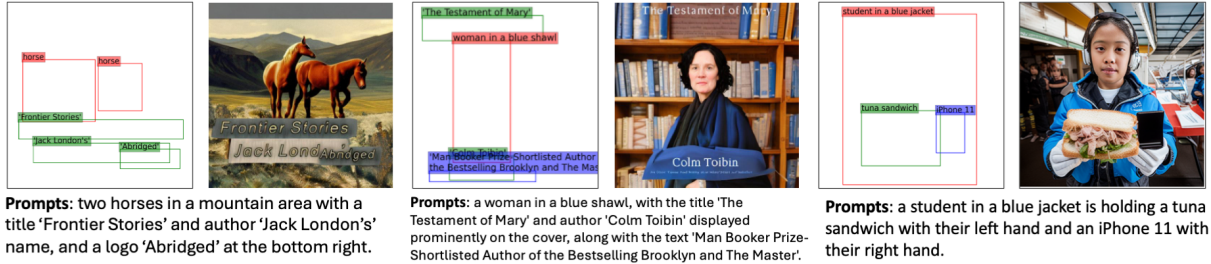 horse
horse
'Frontier Stories'
'Jack London's'
'Abridged'
Frontier Stories
Jack Lond Abridged
Prompts: two horses in a mountain area with a
title 'Frontier Stories' and author 'Jack London's'
name, and a logo 'Abridged' at the bottom right.
'The Testament of Mary'
woman in a blue shawl
'Colm Toibin'
'Man Booker Prize-Shortlisted Author
the Bestselling Brooklyn and The Mas
The Testament of Mary
Colm Toibin
Prompts: a woman in a blue shawl, with the title 'The
Testament of Mary' and author 'Colm Toibin' displayed
prominently on the cover, along with the text 'Man Booker Prize-
Shortlisted Author of the Bestselling Brooklyn and The Master'.
student in a blue jacket
tuna sandwich
iPhone 11
Prompts: a student in a blue jacket is holding a tuna
sandwich with their left hand and an iPhone 11 with
their right hand.